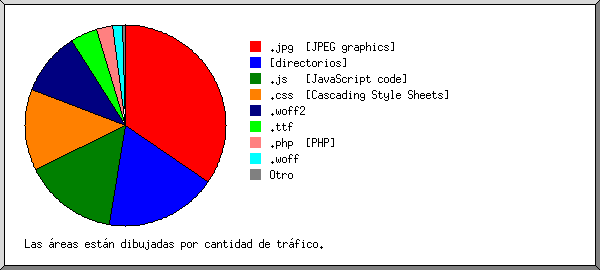 .jpg [JPEG graphics]
[directorios]
.js [JavaScript code]
.css [Cascading Style Sheets]
.woff2
.ttf
.php [PHP]
.woff
Otro
Las áreas están dibujadas por cantidad de tráfico.